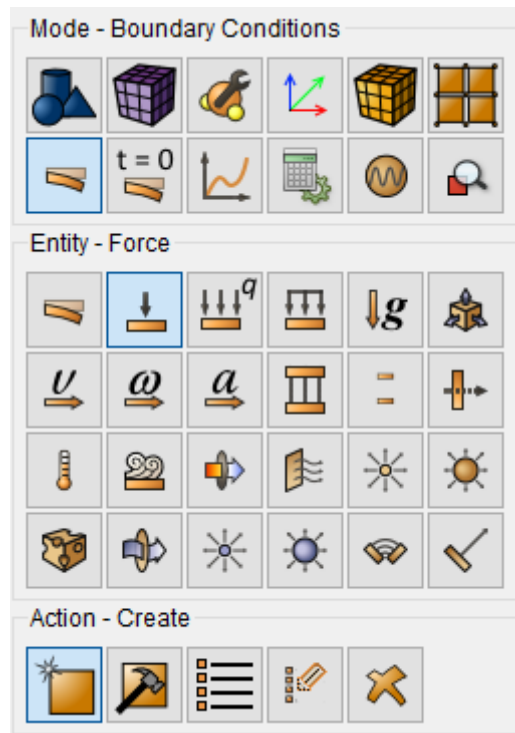 Mode - Boundary Conditions
t = 0
Entity - Force
q
g
υ ω a
Action - Create